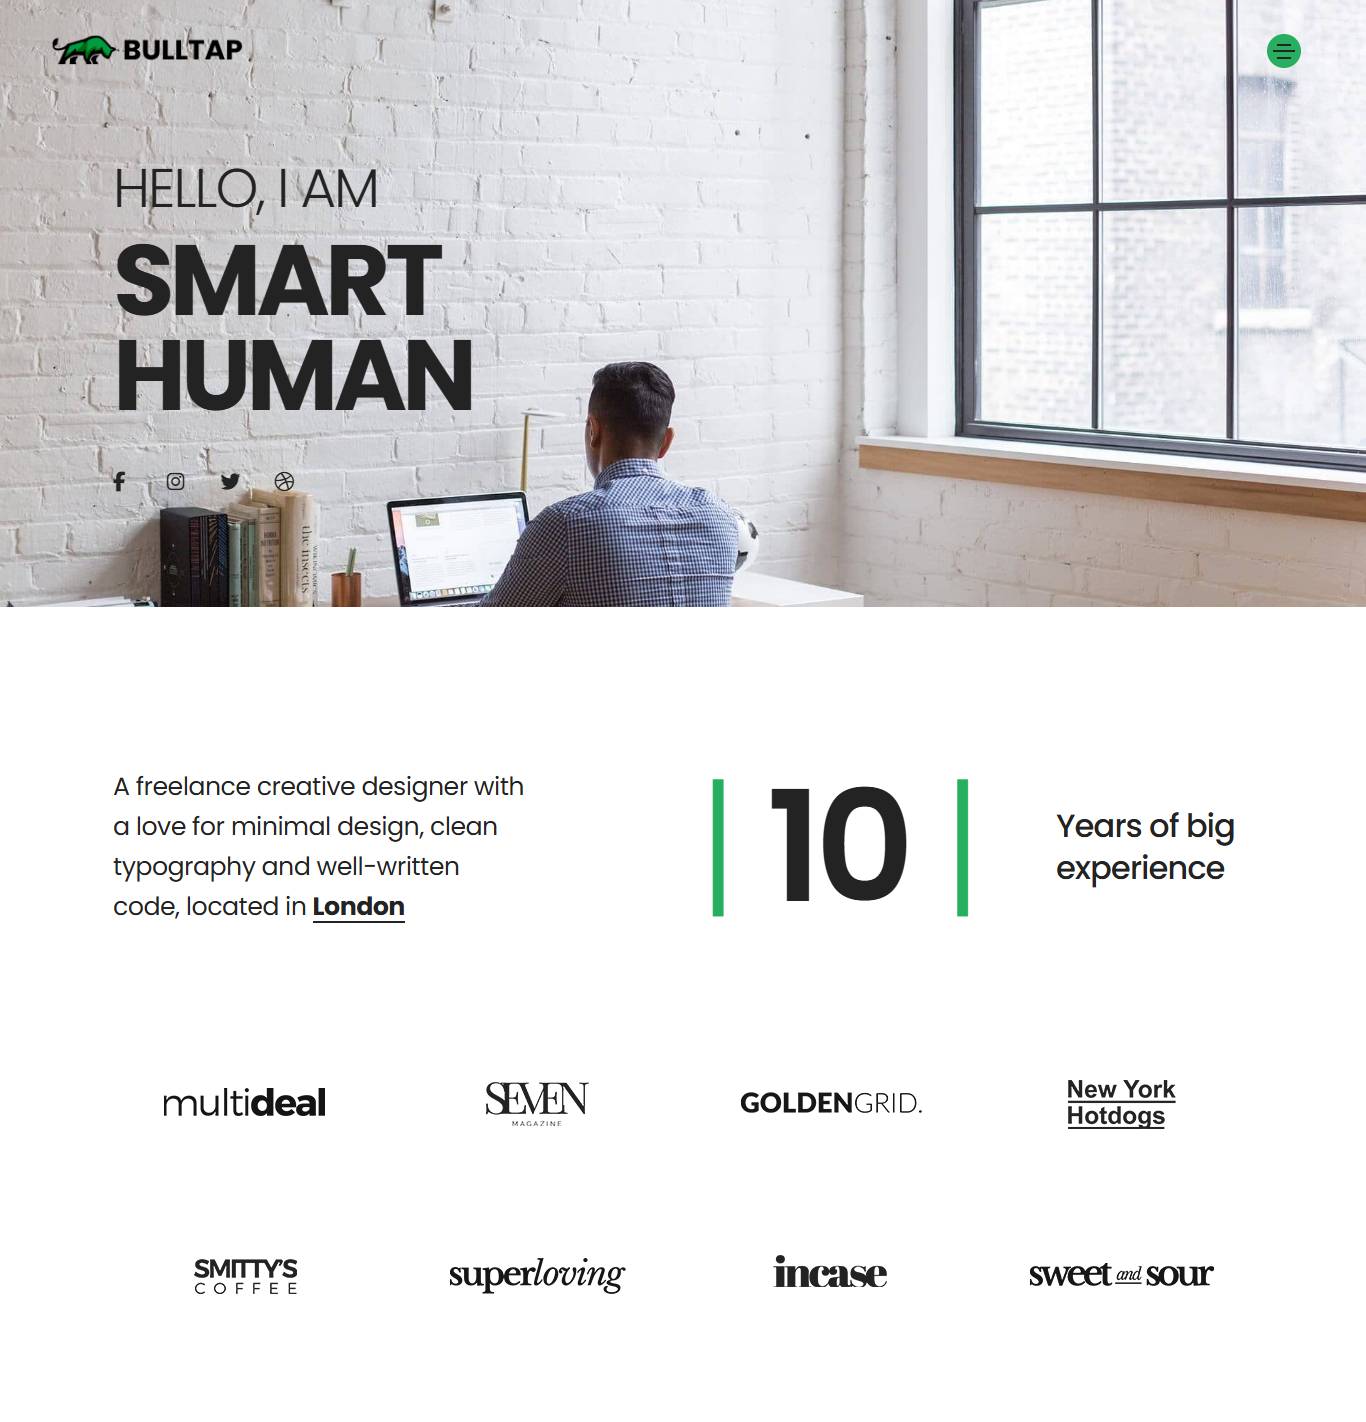 BULLTAP
HELLO, I AM
SMART
HUMAN
The Insects
A freelance creative designer with
a love for minimal design, clean
typography and well-written
code, located in London
10
Years of big
experience
multideal
SEVEN
MAGAZINE
GOLDENGRID.
New York
Hotdogs
SMITTY'S
COFFEE
superloving
incase
sweet and sour